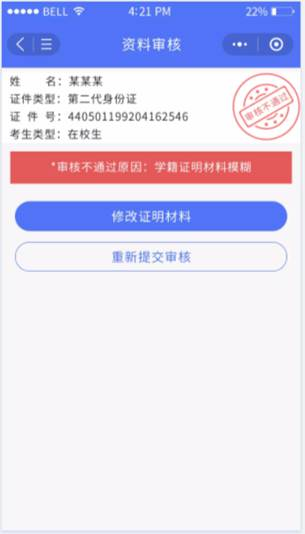 BELL 4:21 PM 22%
资料审核
姓 名：某某某
证件类型：第二代身份证
证 件 号：440501199204162546
考生类型：在校生
审核不通过
*审核不通过原因：学籍证明材料模糊
修改证明材料
重新提交审核